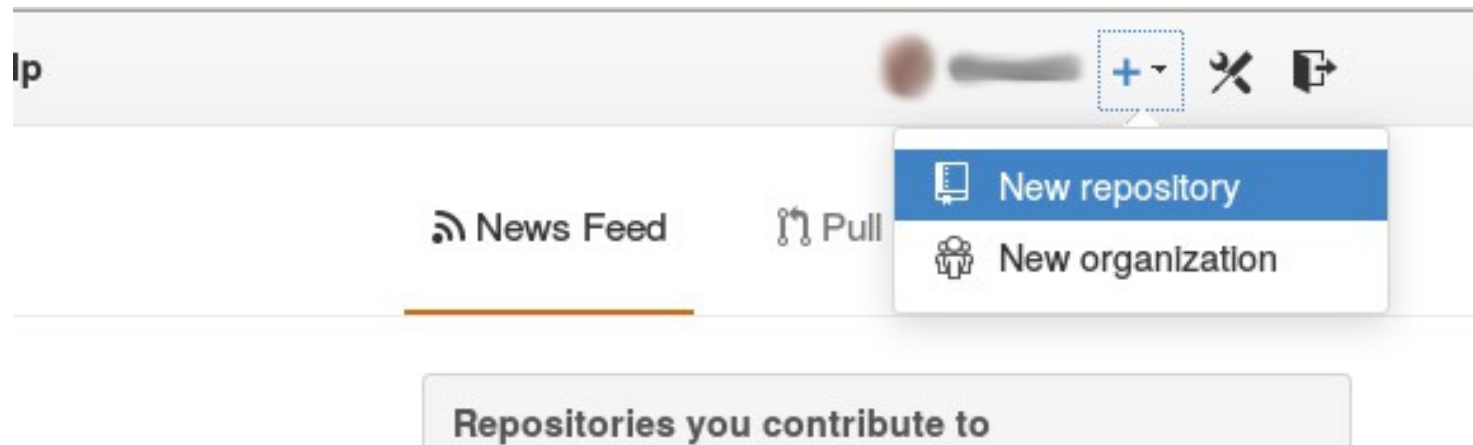 lp
New repository
News Feed
Pull
New organization
Repositories you contribute to